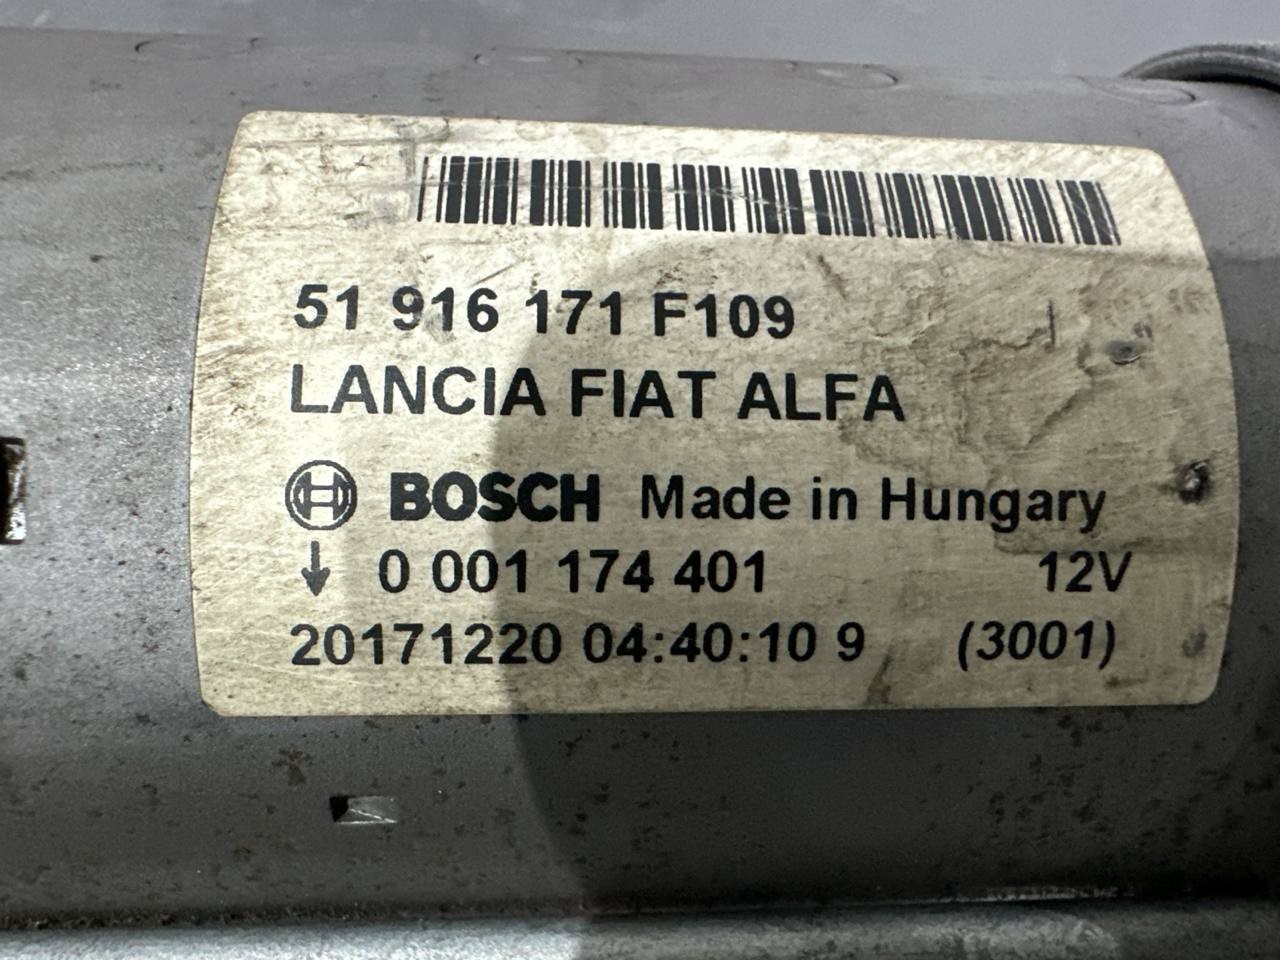 51 916 171 F109
LANCIA FIAT ALFA
BOSCH Made in Hungary
↓ 0 001 174 401 12V
20171220 04:40:10 9 (3001)